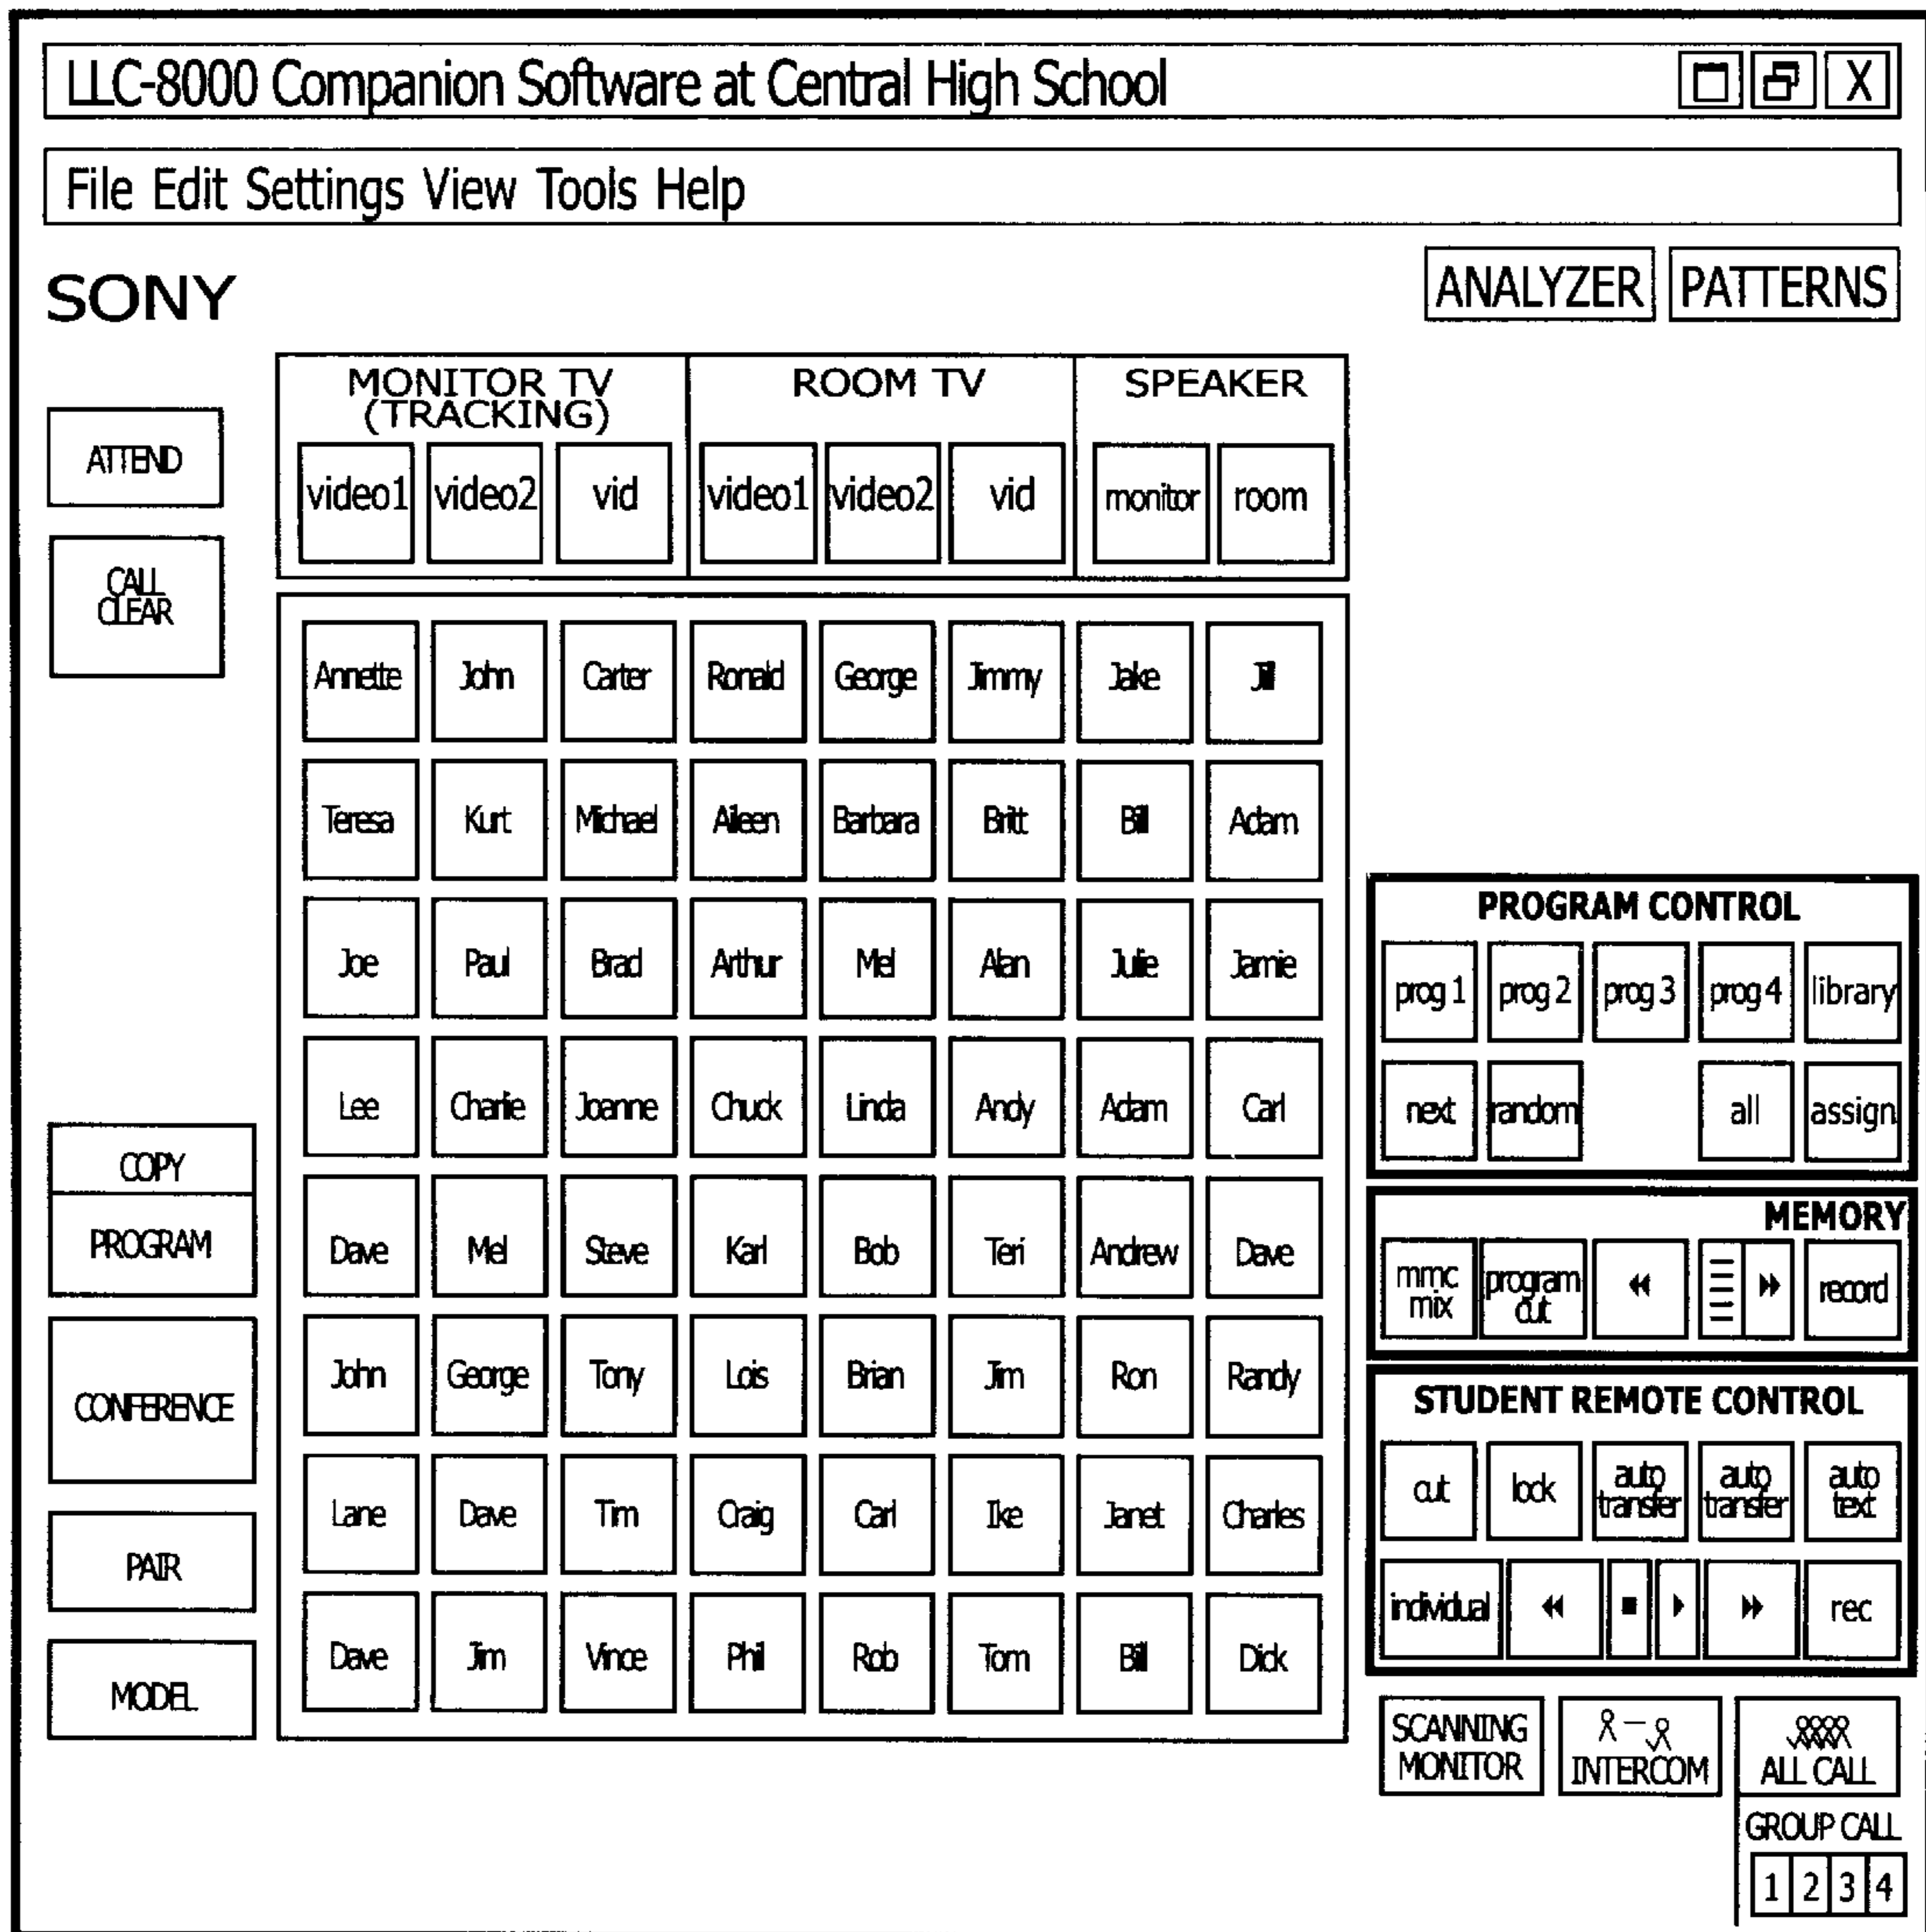 LLC-8000 Companion Software at Central High School X
File Edit Settings View Tools Help
SONY
ANALYZER PATTERNS
MONITOR TV
(TRACKING)
ROOM TV
SPEAKER
video1 video2 vid video1 video2 vid monitor room
ATTEND
CALL
CLEAR
Annette John Carter Ronald George Jimmy Jake Jill
Teresa Kurt Michael Aileen Barbara Britt Bill Adam
Joe Paul Brad Arthur Mel Alan Julie Jamie
Lee Charlie Joanne Chuck Linda Andy Adam Carl
Dave Mel Steve Karl Bob Teri Andrew Dave
John George Tony Lois Brian Jim Ron Randy
Lane Dave Tim Craig Carl Ike Janet Charles
Dave Jim Vince Phil Rob Tom Bill Dick
COPY
PROGRAM
CONFERENCE
PAIR
MODEL
PROGRAM CONTROL
prog 1 prog 2 prog 3 prog 4 library
next random all assign
MEMORY
mmc
mix
program
cut
record
STUDENT REMOTE CONTROL
cut lock
auto
transfer
auto
transfer
auto
text
individual rec
SCANNING
MONITOR
INTERCOM
ALL CALL
GROUP CALL
1 2 3 4